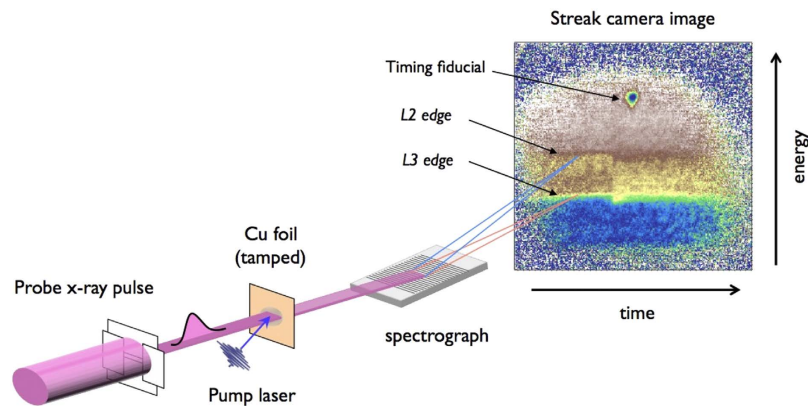 Streak camera image
Timing fiducial
L2 edge
L3 edge
energy
time
Cu foil
(tamped)
Probe x-ray pulse
spectrograph
Pump laser